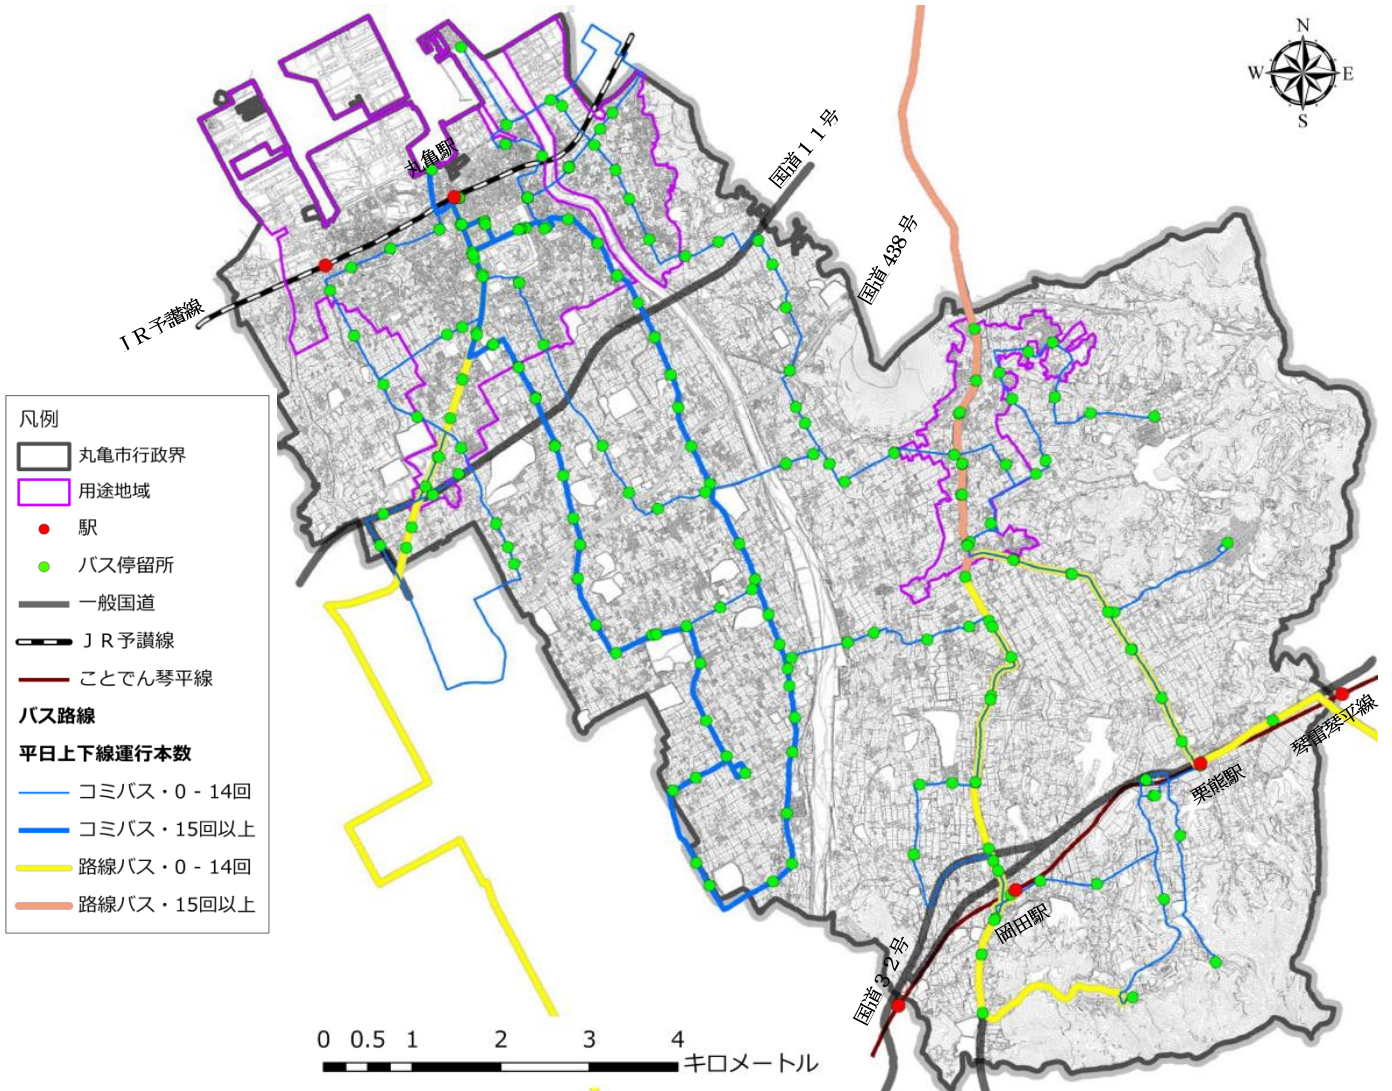 N
W E
S
丸亀駅
国道11号
国道438号
JR予讃線
凡例
丸亀市行政界
用途地域
駅
バス停留所
一般国道
JR予讃線
ことでん琴平線
バス路線
平日上下線運行本数
コミバス・0 - 14回
コミバス・15回以上
路線バス・0 - 14回
路線バス・15回以上
琴電琴平線
栗熊駅
岡田駅
国道32号
0 0.5 1 2 3 4
キロメートル